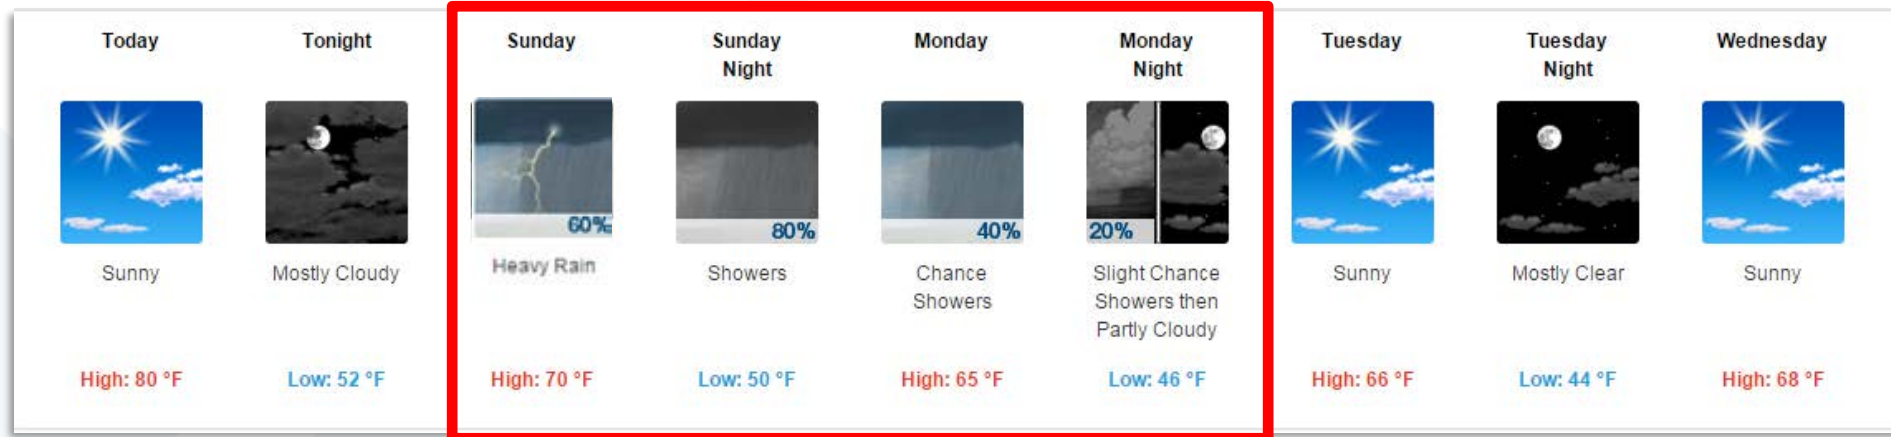 Today
Tonight
Sunday
Sunday
Night
Monday
Monday
Night
Tuesday
Tuesday
Night
Wednesday
60%
80%
40%
20%
Sunny
Mostly Cloudy
Heavy Rain
Showers
Chance
Showers
Slight Chance
Showers then
Partly Cloudy
Sunny
Mostly Clear
Sunny
High: 80 °F
Low: 52 °F
High: 70 °F
Low: 50 °F
High: 65 °F
Low: 46 °F
High: 66 °F
Low: 44 °F
High: 68 °F